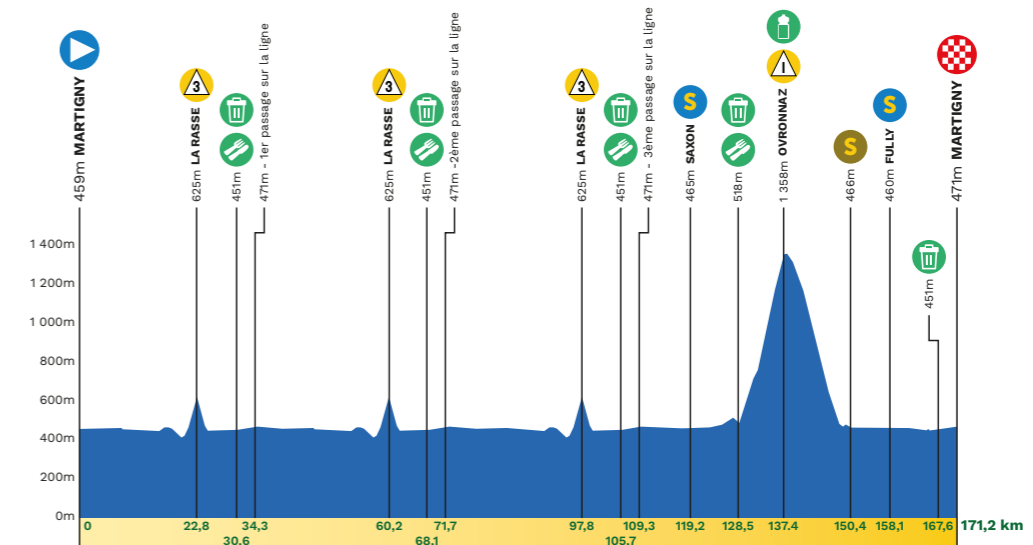 459m MARTIGNY
3
625m LA RASSE
451m
471m - 1er passage sur la ligne
3
625m LA RASSE
451m
471m -2ème passage sur la ligne
3
625m LA RASSE
451m
471m - 3ème passage sur la ligne
S
465m SAXON
518m
1
1 358m OVRONNAZ
S
466m
S
460m FULLY
451m
471m MARTIGNY
1 400m
1 200m
1 000m
800m
600m
400m
200m
0m
0 22,8 34,3 60,2 71,7 97,8 109,3 119,2 128,5 137.4 150,4 158,1 167,6 171,2 km
30.6 68.1 105.7